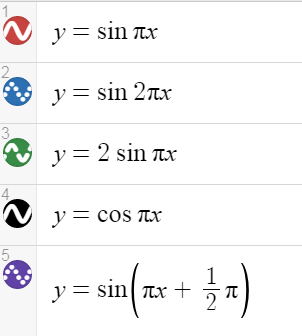 1
y = sin πx
2
y = sin 2πx
3
y = 2 sin πx
4
y = cos πx
5
y = sin(πx + 1/2 π)